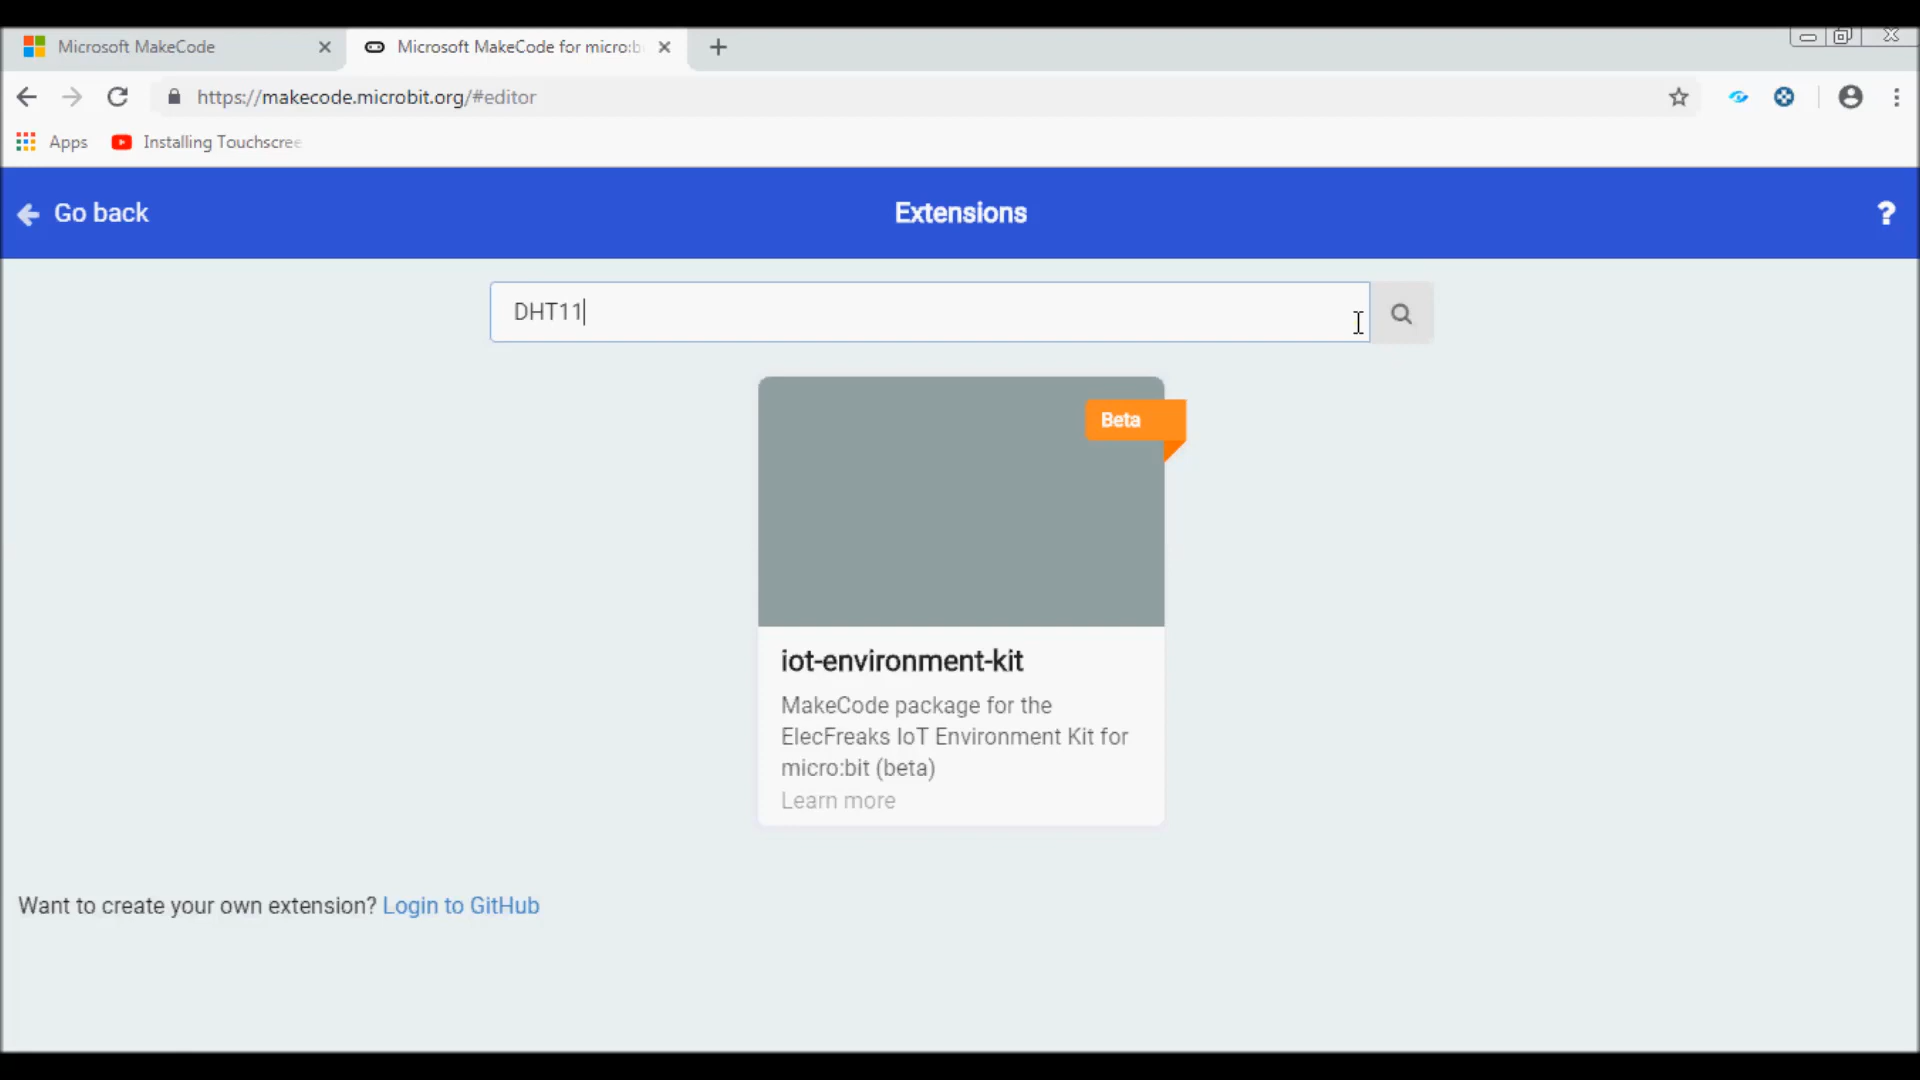 Microsoft MakeCode
Microsoft MakeCode for micro:b
https://makecode.microbit.org/#editor
Apps
Installing Touchscree
Go back
Extensions
?
DHT11
Beta
iot-environment-kit
MakeCode package for the
ElecFreaks IoT Environment Kit for
micro:bit (beta)
Learn more
Want to create your own extension? Login to GitHub